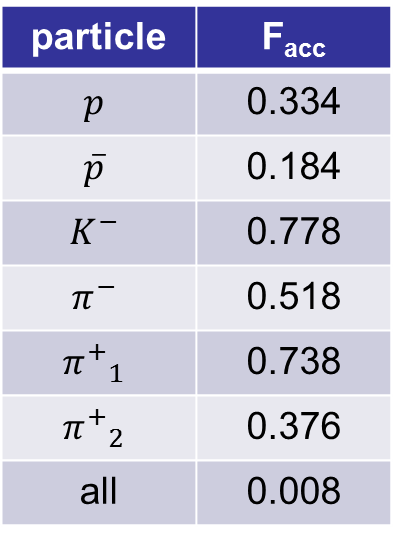 particle F_acc
p 0.334
p̄ 0.184
K⁻ 0.778
π⁻ 0.518
π⁺₁ 0.738
π⁺₂ 0.376
all 0.008